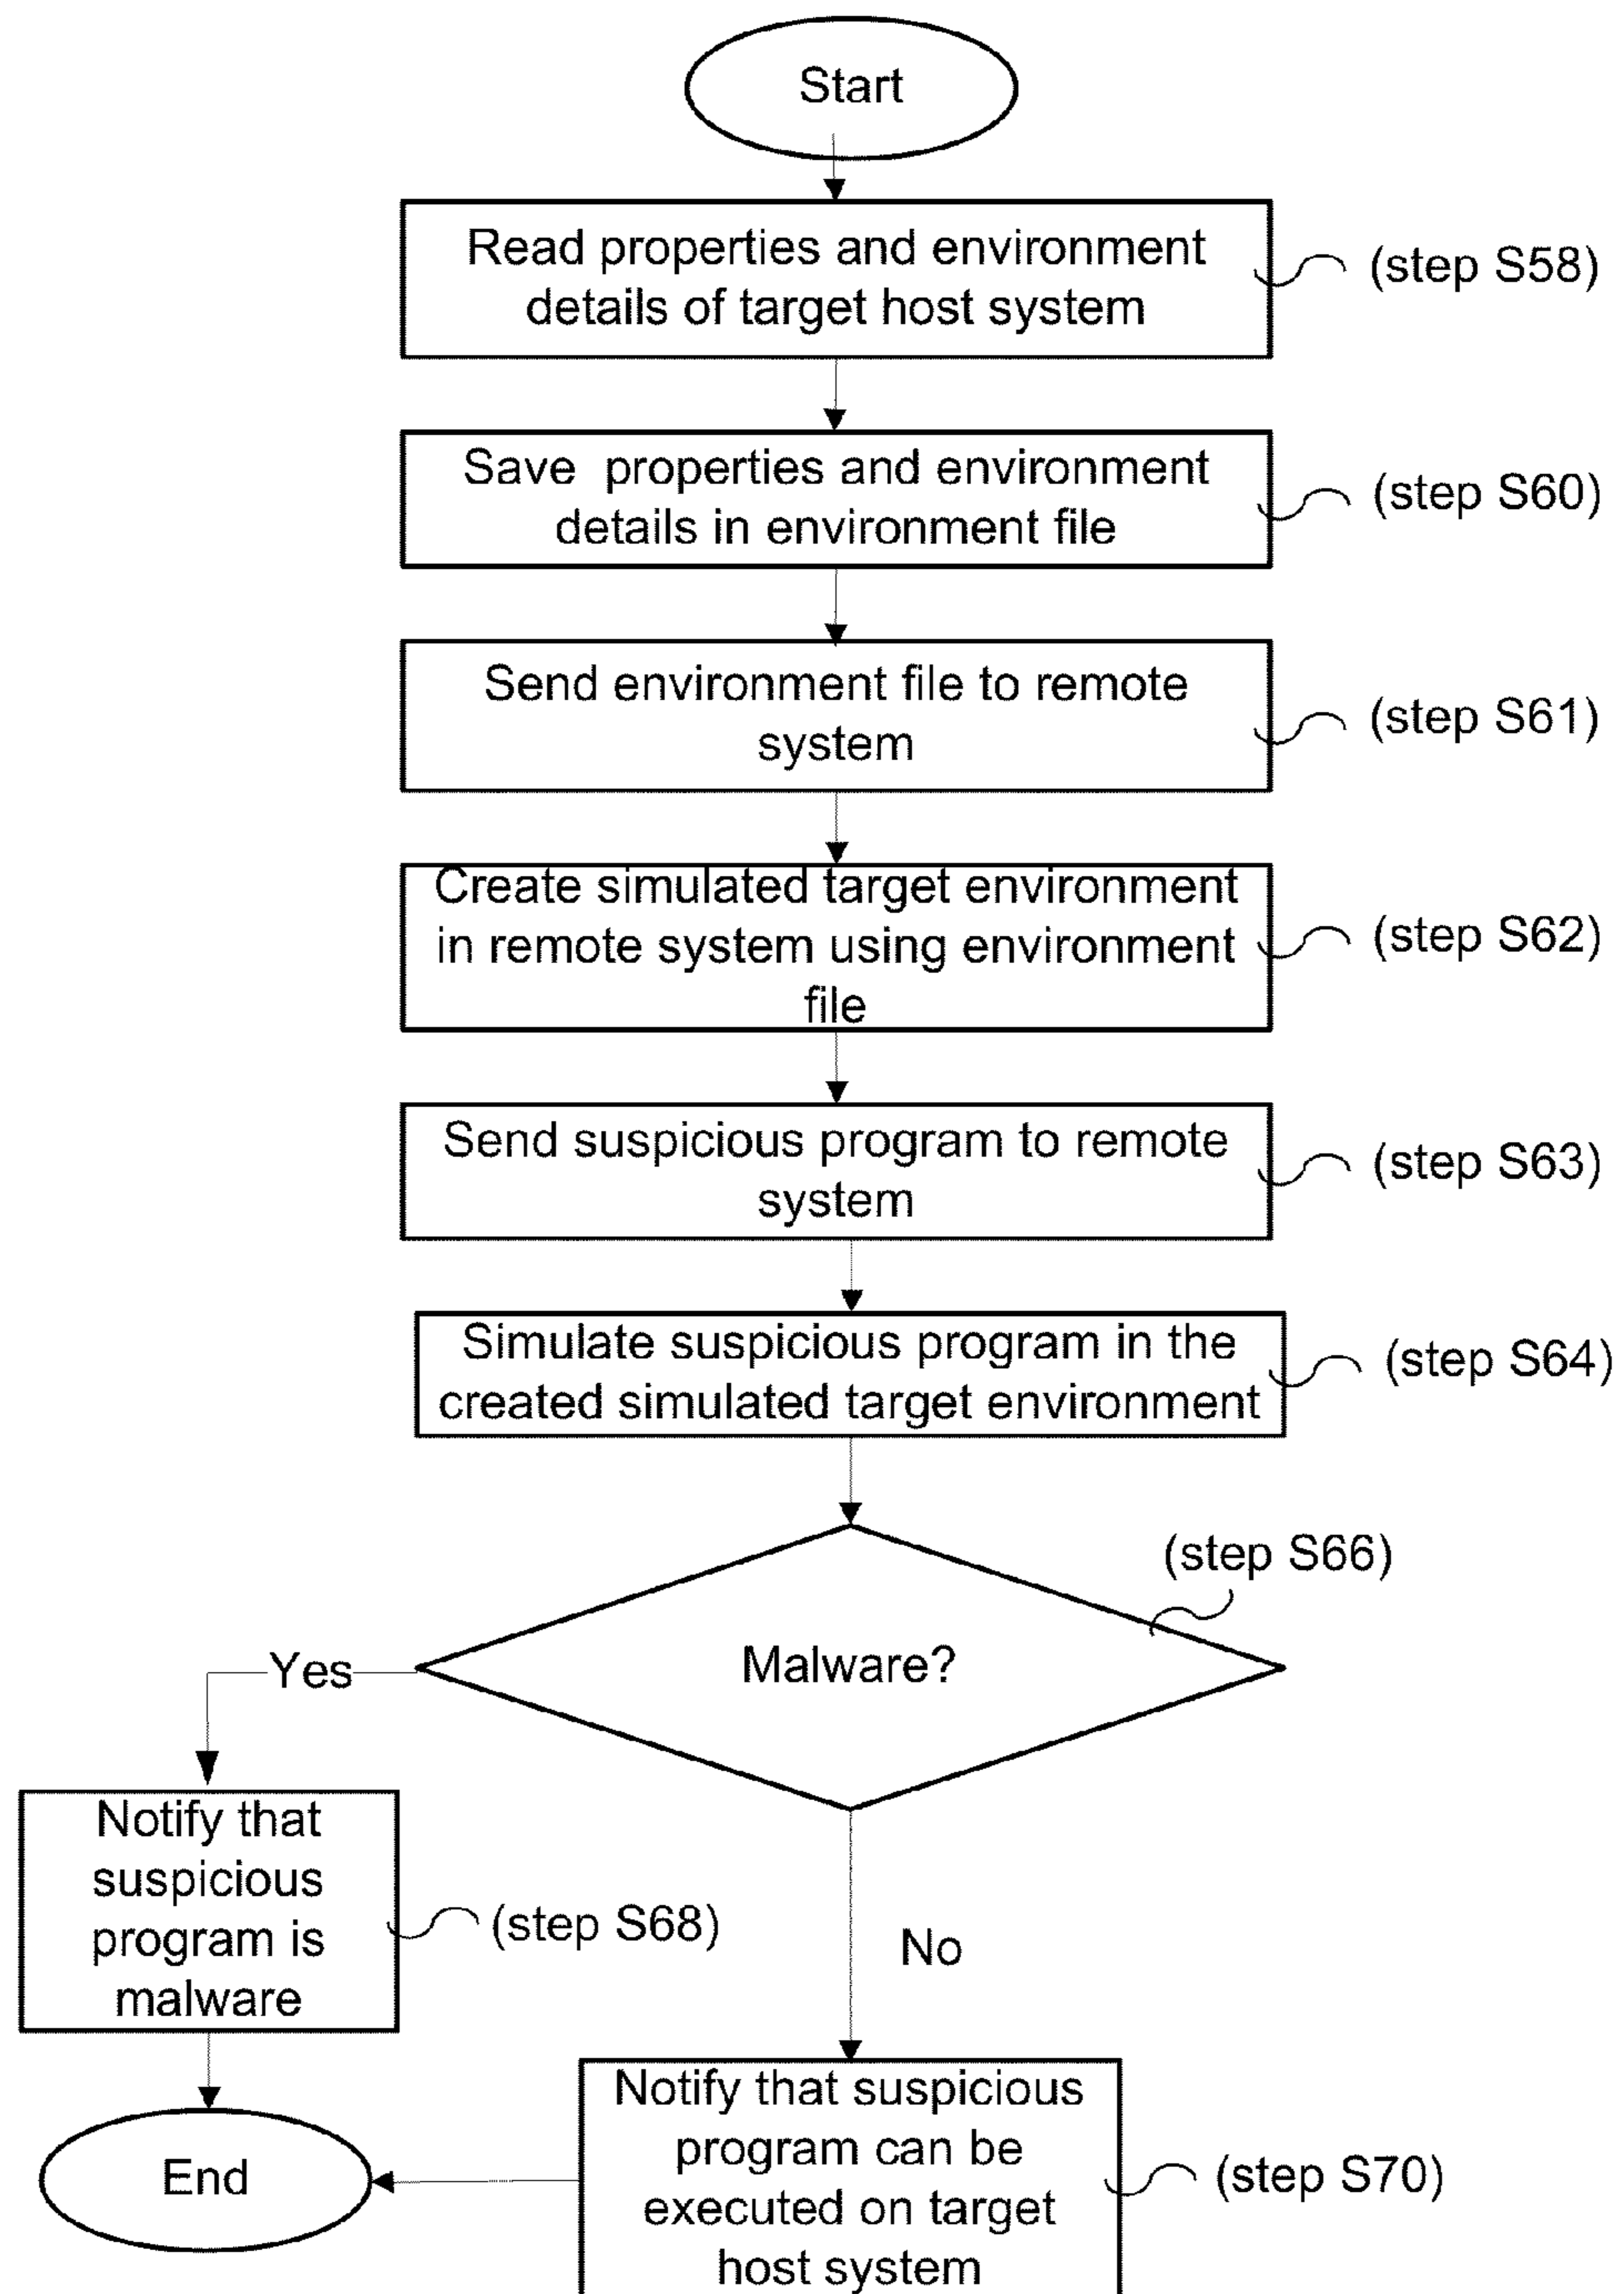 Start
Read properties and environment
details of target host system
(step S58)
Save properties and environment
details in environment file
(step S60)
Send environment file to remote
system
(step S61)
Create simulated target environment
in remote system using environment
file
(step S62)
Send suspicious program to remote
system
(step S63)
Simulate suspicious program in the
created simulated target environment
(step S64)
(step S66)
Malware?
Yes
Notify that
suspicious
program is
malware
(step S68)
No
Notify that suspicious
program can be
executed on target
host system
(step S70)
End